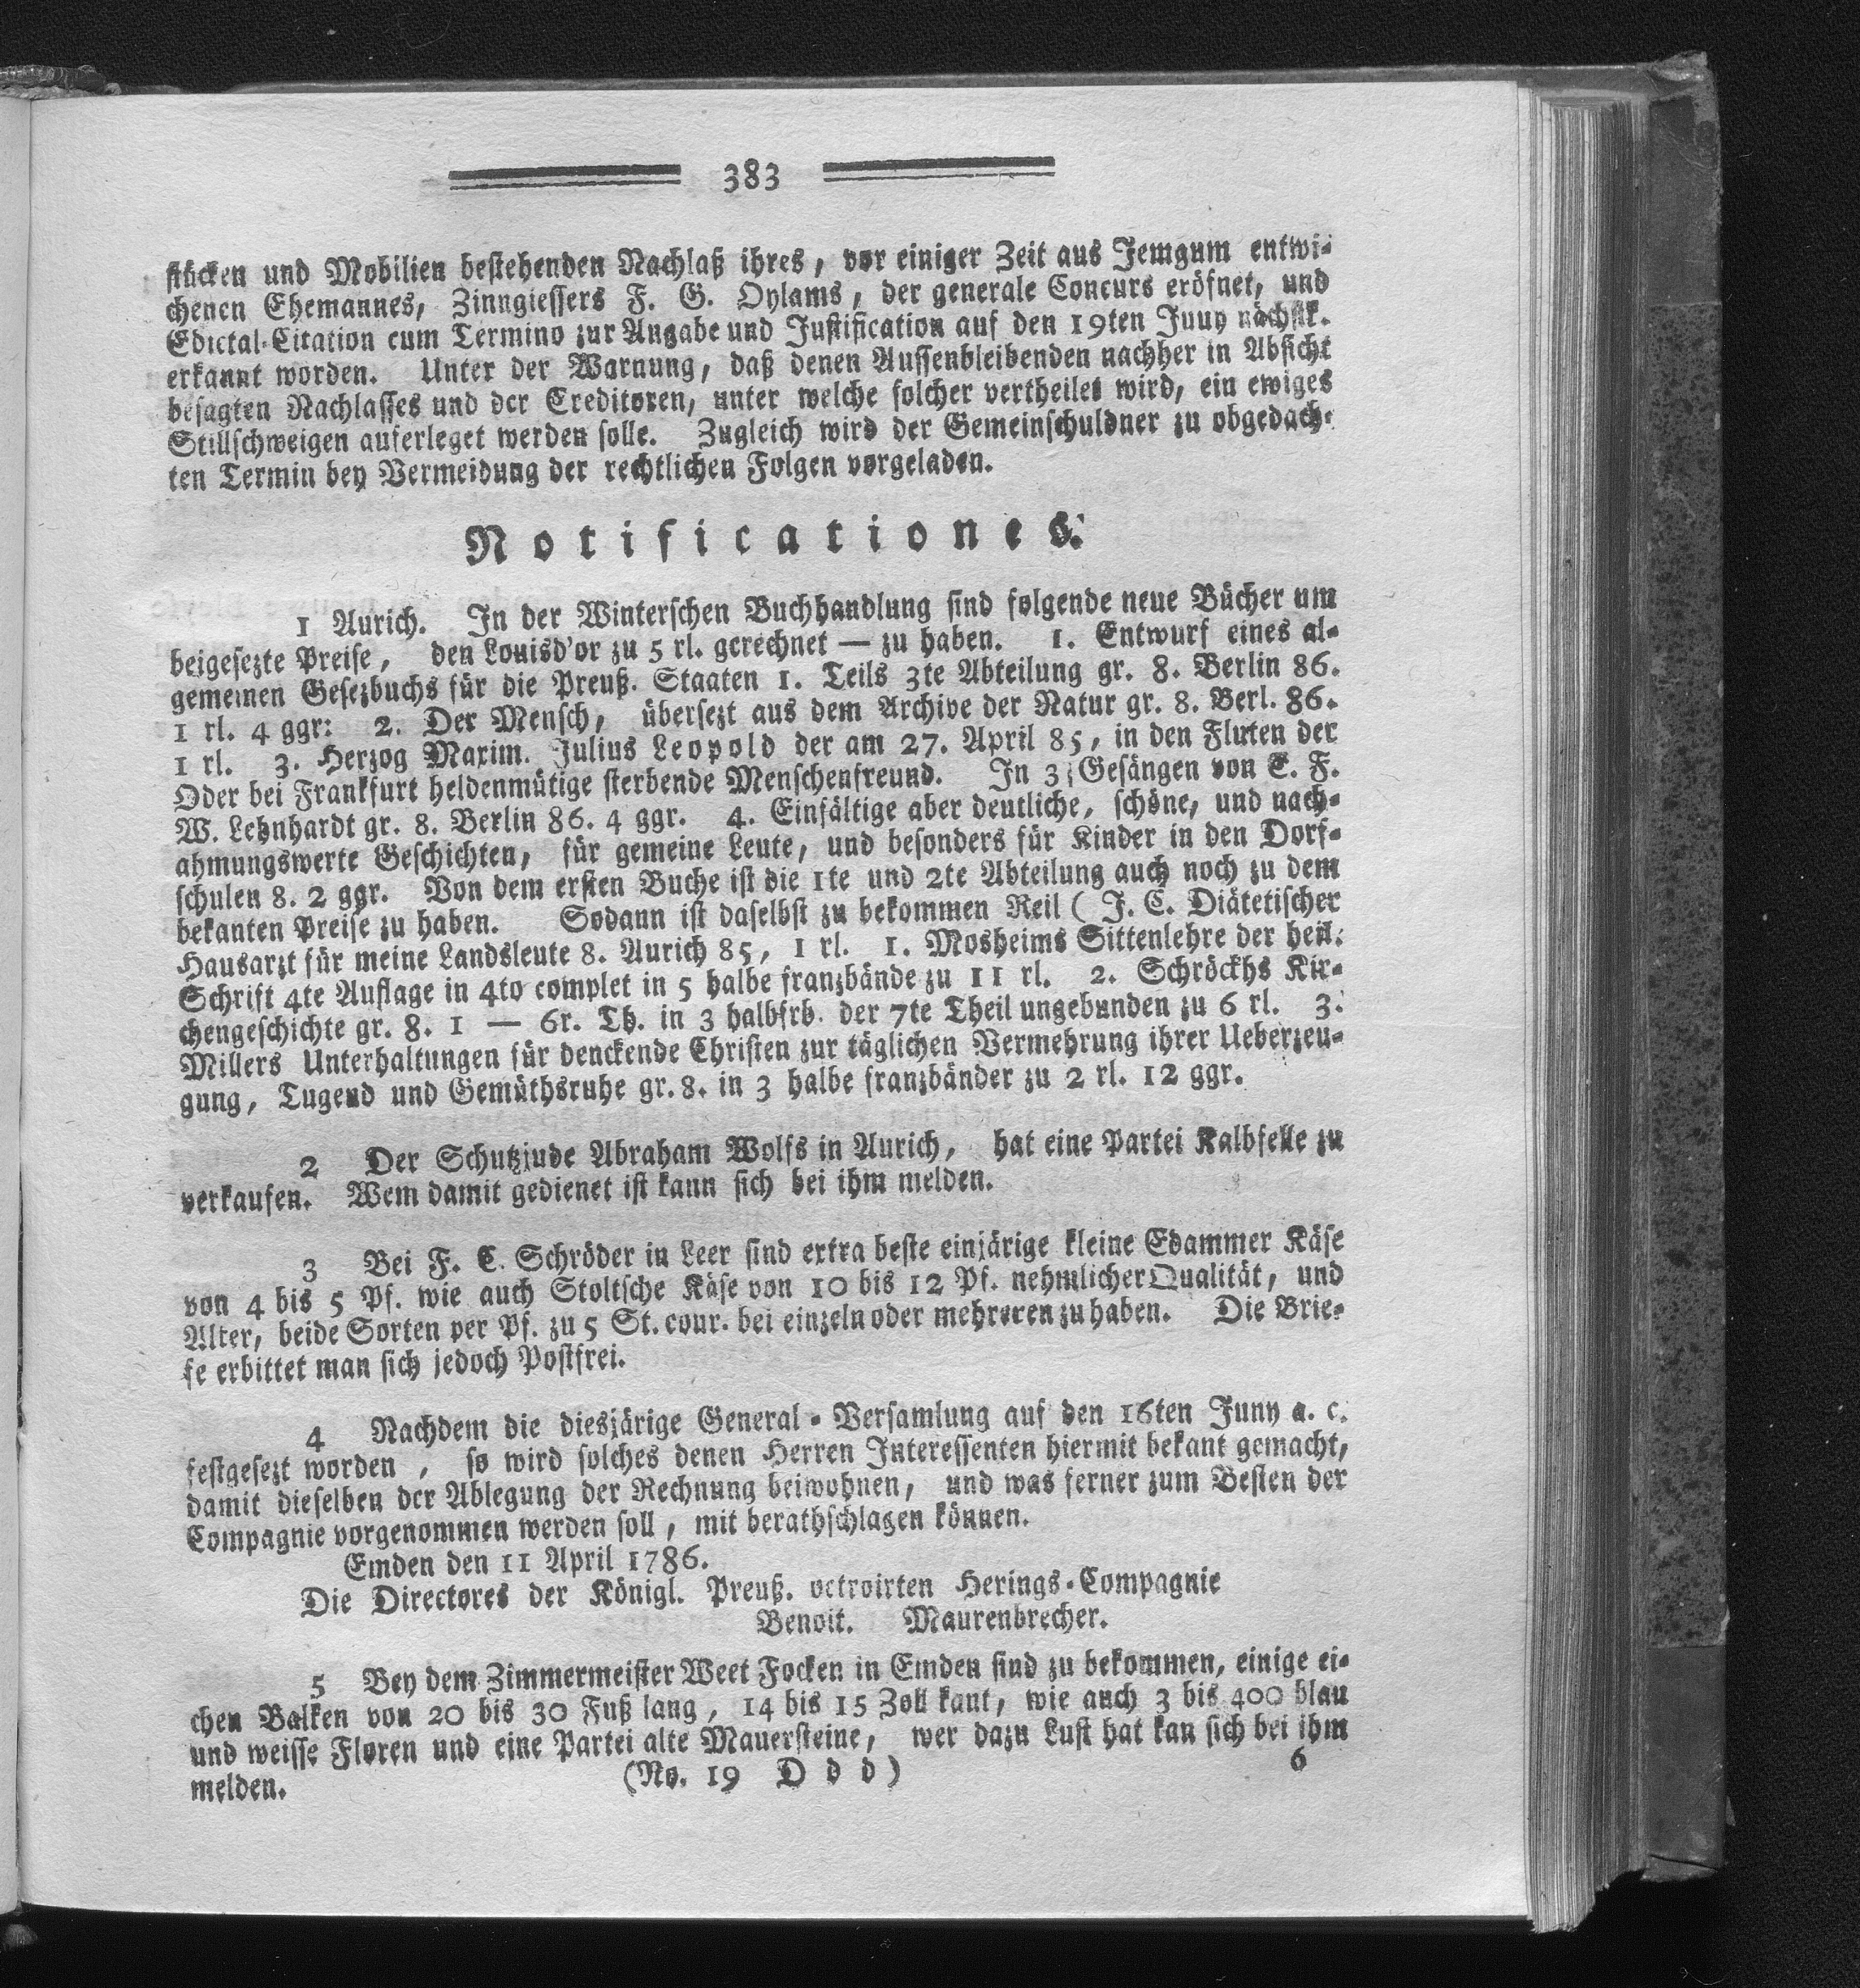 383
stücken und Mobilien bestehenden Nachlaß ihres, vor einiger Zeit aus Jemgum entwi-
chenen Ehemannes, Zinngiessers F. G. Oylams, der generale Concurs eröfnet, und
Edictal-Citation cum Termino zur Angabe und Justification auf den 19ten Juny nächstk.
erkannt worden. Unter der Warnung, daß denen Aussenbleibenden nachher in Absicht
besagten Nachlasses und der Creditoren, unter welche solcher vertheilet wird, ein ewiges
Stillschweigen auferleget werden solle. Zugleich wird der Gemeinschuldner zu obgedach-
ten Termin bey Vermeidung der rechtlichen Folgen vorgeladen.
Notificationes.
1 Aurich. In der Winterschen Buchhandlung sind folgende neue Bücher um
beigesezte Preise, den Louisd'or zu 5 rl. gerechnet — zu haben. 1. Entwurf eines al-
gemeinen Gesezbuchs für die Preuß. Staaten 1. Teils 3te Abteilung gr. 8. Berlin 86.
1 rl. 4 ggr: 2. Der Mensch, übersezt aus dem Archive der Natur gr. 8. Berl. 86.
1 rl. 3. Herzog Maxim. Julius Leopold der am 27. April 85, in den Fluten der
Oder bei Frankfurt heldenmütige sterbende Menschenfreund. In 3 Gesängen von C. F.
W. Lehnhardt gr. 8. Berlin 86. 4 ggr. 4. Einfältige aber deutliche, schöne, und nach-
ahmungswerte Geschichten, für gemeine Leute, und besonders für Kinder in den Dorf-
schulen 8. 2 ggr. Von dem ersten Buche ist die 1te und 2te Abteilung auch noch zu dem
bekanten Preise zu haben. Sodann ist daselbst zu bekommen Reil ( J. C. Diätetischer
Hausarzt für meine Landsleute 8. Aurich 85, 1 rl. 1. Mosheims Sittenlehre der heil.
Schrift 4te Auflage in 4to complet in 5 halbe franzbände zu 11 rl. 2. Schröckhs Kir-
chengeschichte gr. 8. 1 — 6r. Th. in 3 halbfrb. der 7te Theil ungebunden zu 6 rl. 3.
Millers Unterhaltungen für denckende Christen zur täglichen Vermehrung ihrer Ueberzeu-
gung, Tugend und Gemüthsruhe gr. 8. in 3 halbe franzbänder zu 2 rl. 12 ggr.
2 Der Schutzjude Abraham Wolfs in Aurich, hat eine Partei Kalbfelle zu
verkaufen. Wem damit gedienet ist kann sich bei ihm melden.
3 Bei F. C. Schröder in Leer sind extra beste einjärige kleine Edammer Käse
von 4 bis 5 Pf. wie auch Stoltsche Käse von 10 bis 12 Pf. nehmlicher Qualität, und
Alter, beide Sorten per Pf. zu 5 St. cour. bei einzeln oder mehreren zu haben. Die Brie-
fe erbittet man sich jedoch Postfrei.
4 Nachdem die diesjärige General-Versamlung auf den 16ten Juny a. c.
festgesezt worden, so wird solches denen Herren Interessenten hiermit bekant gemacht,
damit dieselben der Ablegung der Rechnung beiwohnen, und was ferner zum Besten der
Compagnie vorgenommen werden soll, mit berathschlagen können.
Emden den 11 April 1786.
Die Directores der Königl. Preuß. octroirten Herings-Compagnie
Benoit. Maurenbrecher.
5 Bey dem Zimmermeister Weet Focken in Emden sind zu bekommen, einige ei-
chen Balken von 20 bis 30 Fuß lang, 14 bis 15 Zoll kant, wie auch 3 bis 400 blau
und weisse Floren und eine Partei alte Mauersteine, wer dazu Lust hat kan sich bei ihm
melden. (No. 19 D d d) 6